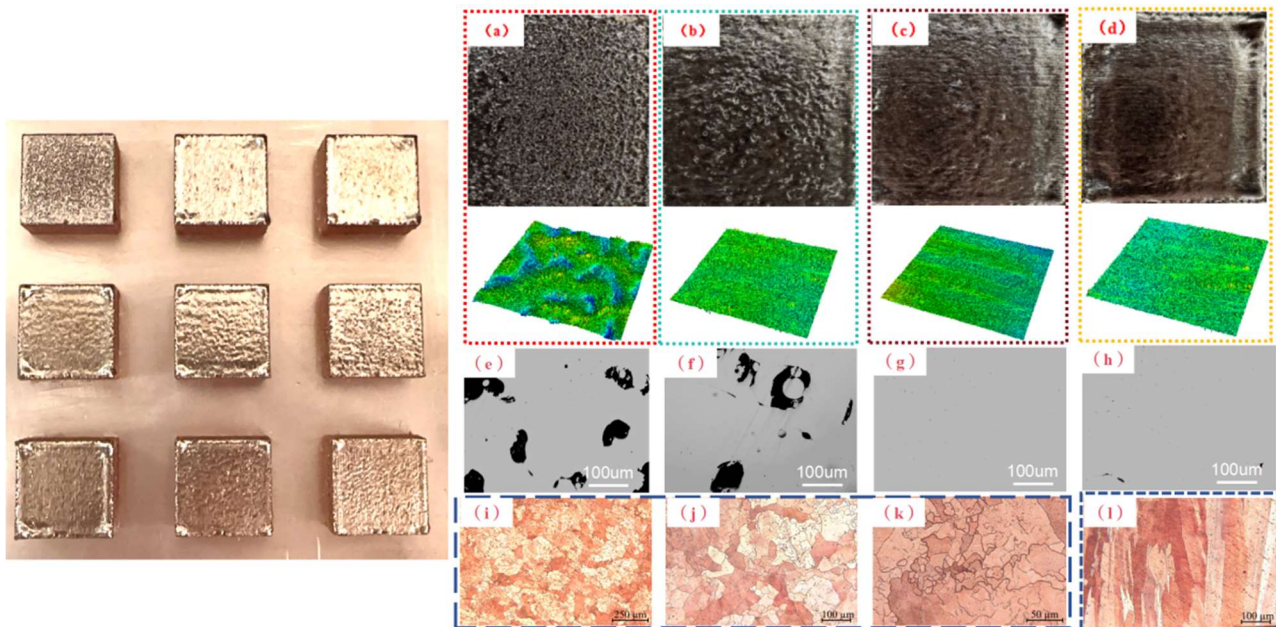 (a)
(b)
(c)
(d)
(e)
(f)
(g)
(h)
100um
100um
100um
100um
(i)
(j)
(k)
(l)
250 μm
100 μm
50 μm
100 μm